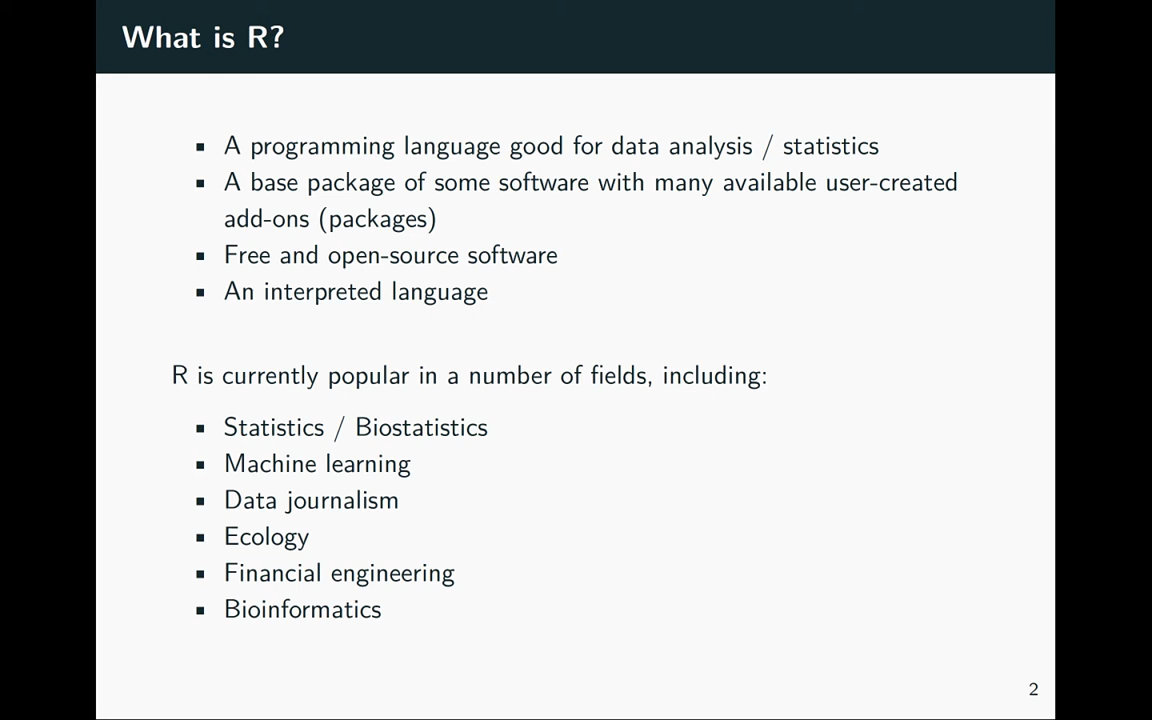 What is R?
▪ A programming language good for data analysis / statistics
▪ A base package of some software with many available user-created
add-ons (packages)
▪ Free and open-source software
▪ An interpreted language
R is currently popular in a number of fields, including:
▪ Statistics / Biostatistics
▪ Machine learning
▪ Data journalism
▪ Ecology
▪ Financial engineering
▪ Bioinformatics
2